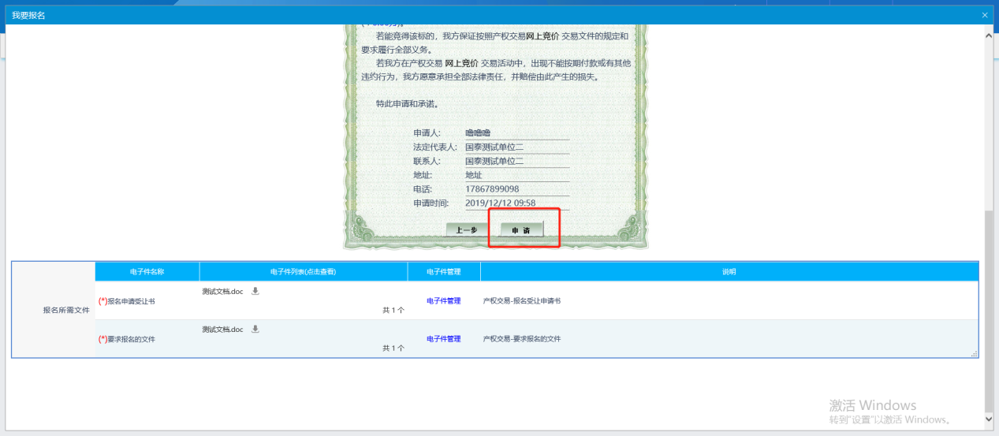 我要报名
若能竞得该标的，我方保证按照产权交易网上竞价 交易文件的规定和
要求履行全部义务。
若我方在产权交易 网上竞价 交易活动中，出现不能按期付款或有其他
违约行为，我方愿意承担全部法律责任，并赔偿由此产生的损失。
特此申请和承诺。
申请人: 噜噜噜
法定代表人: 国泰测试单位二
联系人: 国泰测试单位二
地址: 地址
电话: 17867899098
申请时间: 2019/12/12 09:58
上一步 申 请
电子件名称 电子件列表(点击查看) 电子件管理 说明
报名所需文件
(*)报名申请受让书 测试文档.doc 共 1 个 电子件管理 产权交易-报名受让申请书
(*)要求报名的文件 测试文档.doc 共 1 个 电子件管理 产权交易-要求报名的文件
激活 Windows
转到"设置"以激活 Windows。